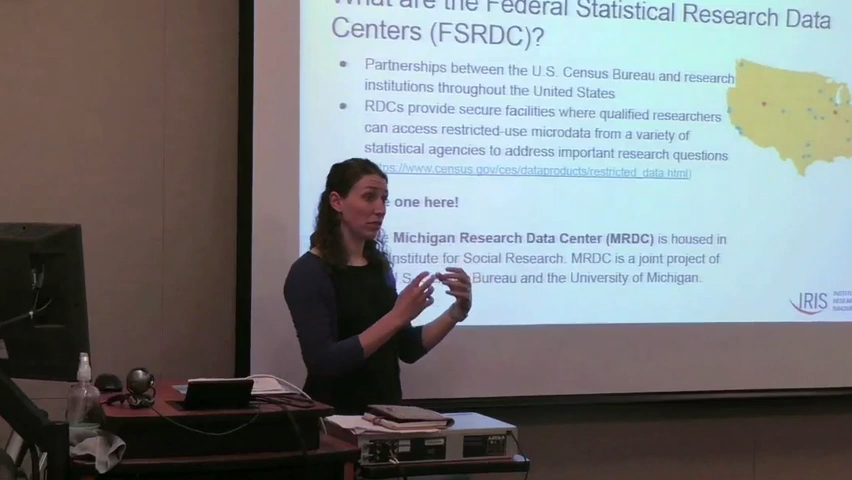 What are the Federal Statistical Research Data
Centers (FSRDC)?
Partnerships between the U.S. Census Bureau and research
institutions throughout the United States
RDCs provide secure facilities where qualified researchers
can access restricted-use microdata from a variety of
statistical agencies to address important research questions
tps://www.census.gov/ces/dataproducts/restricted_data.html)
one here!
Michigan Research Data Center (MRDC) is housed in
nstitute for Social Research. MRDC is a joint project of
Bureau and the University of Michigan.
IRIS